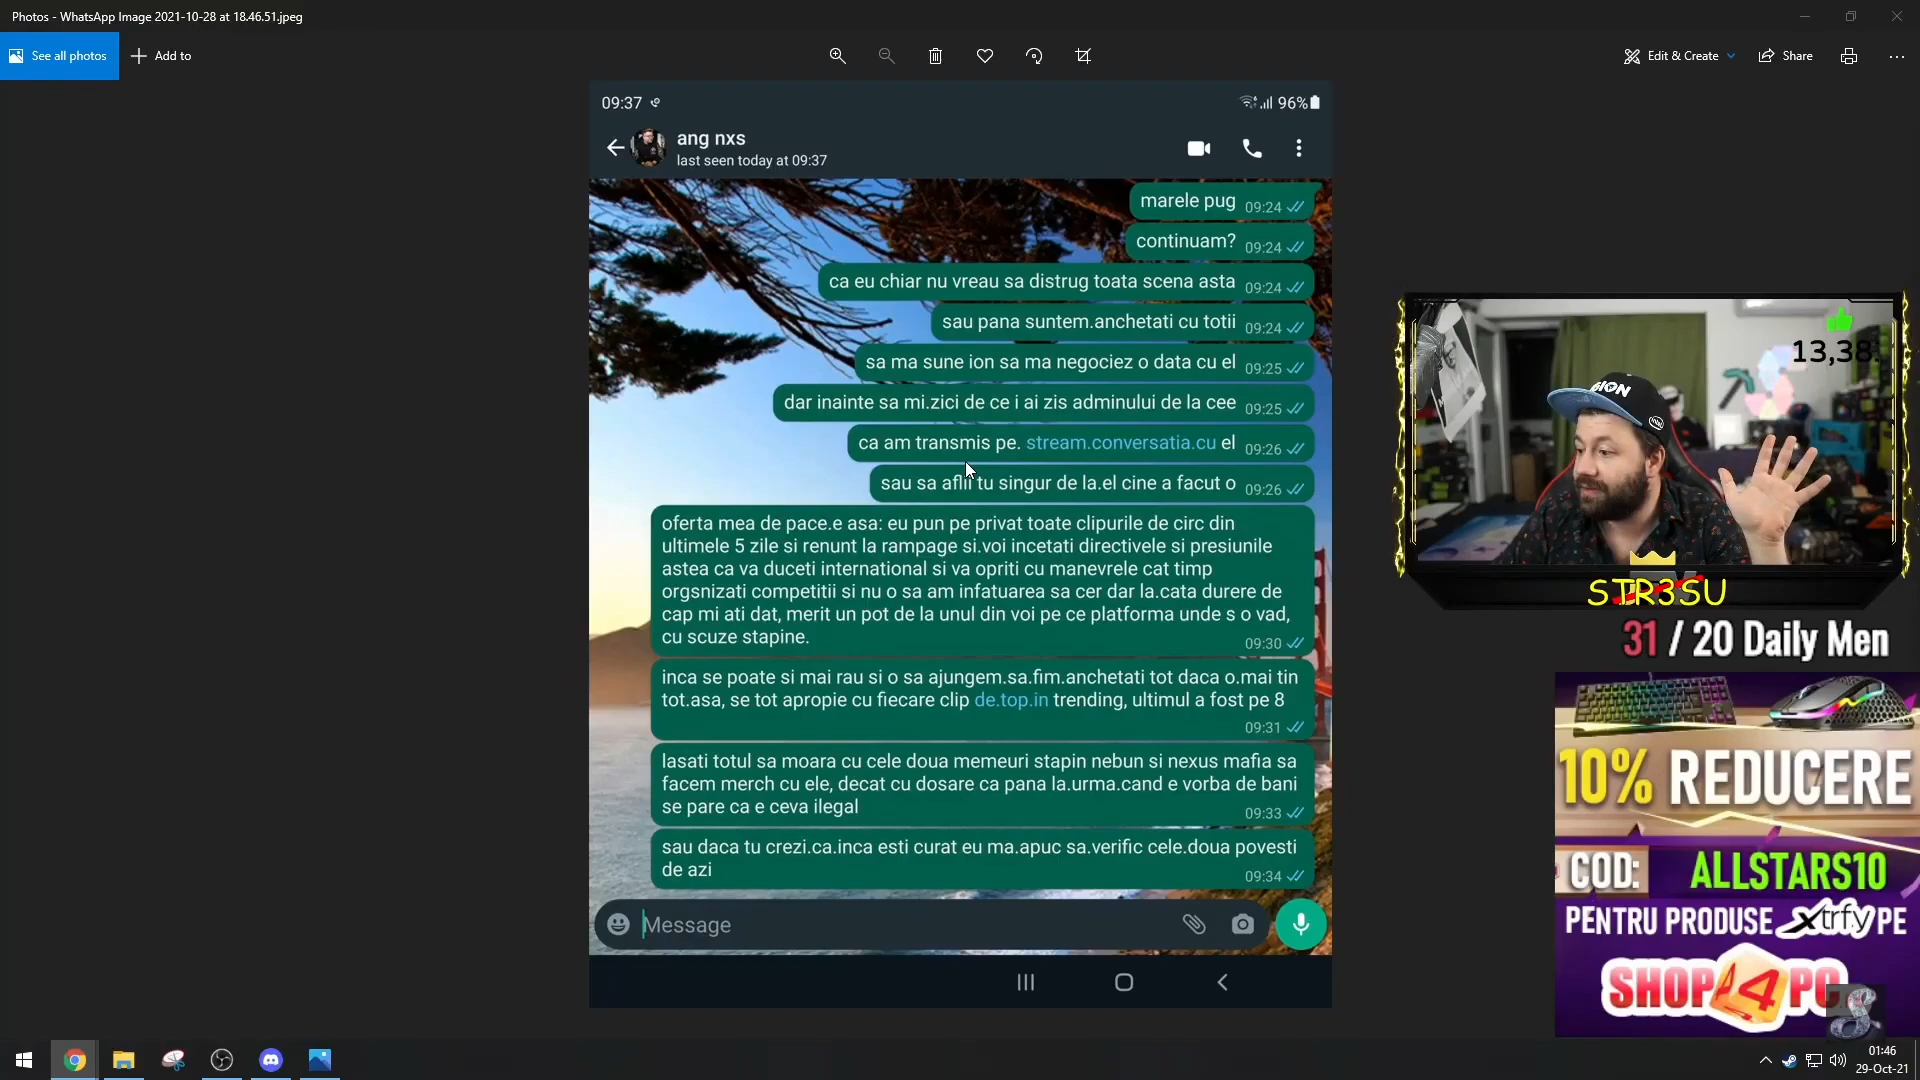 Photos - WhatsApp Image 2021-10-28 at 18.46.51.jpeg
See all photos
Add to
Edit & Create
Share
09:37
96%
ang nxs
last seen today at 09:37
marele pug 09:24
continuam? 09:24
ca eu chiar nu vreau sa distrug toata scena asta 09:24
sau pana suntem.anchetati cu totii 09:24
sa ma sune ion sa ma negociez o data cu el 09:25
dar inainte sa mi.zici de ce i ai zis adminului de la cee 09:25
ca am transmis pe. stream.conversatia.cu el 09:26
sau sa afli tu singur de la.el cine a facut o 09:26
oferta mea de pace.e asa: eu pun pe privat toate clipurile de circ din
ultimele 5 zile si renunt la rampage si.voi incetati directivele si presiunile
astea ca va duceti international si va opriti cu manevrele cat timp
orgsnizati competitii si nu o sa am infatuarea sa cer dar la.cata durere de
cap mi ati dat, merit un pot de la unul din voi pe ce platforma unde s o vad,
cu scuze stapine.
09:30
inca se poate si mai rau si o sa ajungem.sa.fim.anchetati tot daca o.mai tin
tot.asa, se tot apropie cu fiecare clip de.top.in trending, ultimul a fost pe 8
09:31
lasati totul sa moara cu cele doua memeuri stapin nebun si nexus mafia sa
facem merch cu ele, decat cu dosare ca pana la.urma.cand e vorba de bani
se pare ca e ceva ilegal
09:33
sau daca tu crezi.ca.inca esti curat eu ma.apuc sa.verific cele.doua povesti
de azi
09:34
Message
13,38
STR3SU
31 / 20 Daily Men
10% REDUCERE
COD: ALLSTARS10
PENTRU PRODUSE xtrfy PE
SHOP4PC
01:46
29-Oct-21